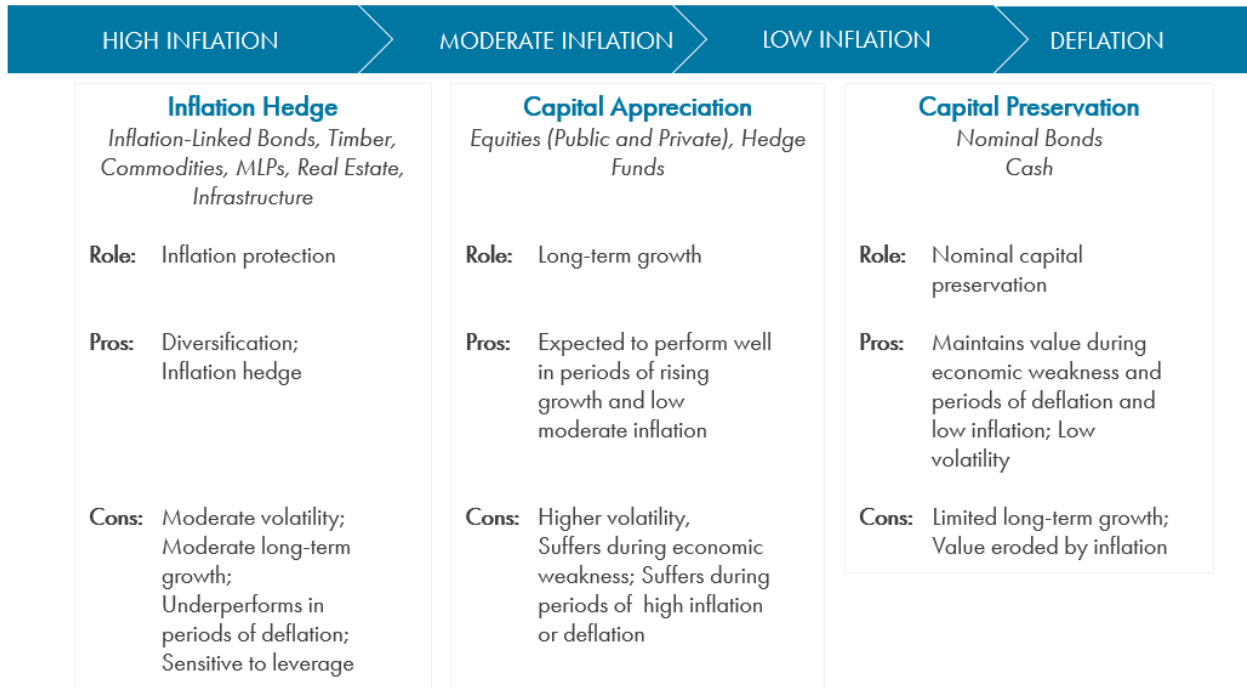 HIGH INFLATION
MODERATE INFLATION
LOW INFLATION
DEFLATION
Inflation Hedge
Inflation-Linked Bonds, Timber,
Commodities, MLPs, Real Estate,
Infrastructure
Role: Inflation protection
Pros: Diversification;
Inflation hedge
Cons: Moderate volatility;
Moderate long-term
growth;
Underperforms in
periods of deflation;
Sensitive to leverage
Capital Appreciation
Equities (Public and Private), Hedge
Funds
Role: Long-term growth
Pros: Expected to perform well
in periods of rising
growth and low
moderate inflation
Cons: Higher volatility,
Suffers during economic
weakness; Suffers during
periods of high inflation
or deflation
Capital Preservation
Nominal Bonds
Cash
Role: Nominal capital
preservation
Pros: Maintains value during
economic weakness and
periods of deflation and
low inflation; Low
volatility
Cons: Limited long-term growth;
Value eroded by inflation